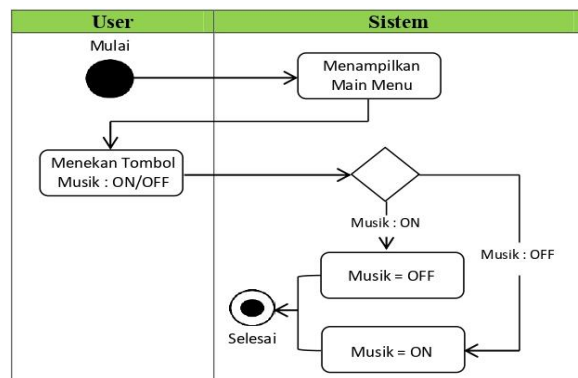 User
Sistem
Mulai
Menampilkan
Main Menu
Menekan Tombol
Musik : ON/OFF
Musik : ON
Musik : OFF
Musik = OFF
Selesai
Musik = ON